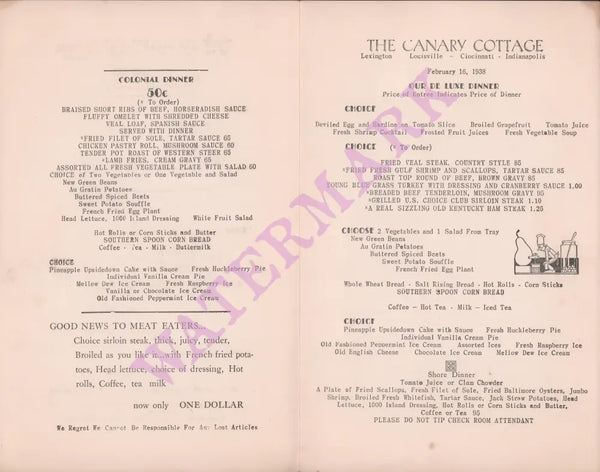 COLONIAL DINNER
50¢
(* To Order)
BRAISED SHORT RIBS OF BEEF, HORSERADISH SAUCE
FLUFFY OMELET WITH SHREDDED CHEESE
VEAL LOAF, SPANISH SAUCE
SERVED WITH DINNER
*FRIED FILET OF SOLE, TARTAR SAUCE 65
CHICKEN PASTRY ROLL, MUSHROOM SAUCE 60
TENDER POT ROAST OF WESTERN STEER 65
*LAMB FRIES, CREAM GRAVY 65
ASSORTED ALL FRESH VEGETABLE PLATE WITH SALAD 60
CHOICE of Two Vegetables or One Vegetable and Salad
New Green Beans
Au Gratin Potatoes
Buttered Spiced Beets
Sweet Potato Souffle
French Fried Egg Plant
Head Lettuce, 1000 Island Dressing White Fruit Salad
Hot Rolls or Corn Sticks and Butter
SOUTHERN SPOON CORN BREAD
Coffee - Tea - Milk - Buttermilk
CHOICE
Pineapple Upsidedown Cake with Sauce Fresh Huckleberry Pie
Individual Vanilla Cream Pie
Mellow Dew Ice Cream Fresh Raspberry Ice
Vanilla or Chocolate Ice Cream
Old Fashioned Peppermint Ice Cream
GOOD NEWS TO MEAT EATERS...
Choice sirloin steak, thick, juicy, tender,
Broiled as you like it...with French fried pota-
toes, Head lettuce, choice of dressing, Hot
rolls, Coffee, tea milk
now only ONE DOLLAR
We Regret We Cannot Be Responsible For Any Lost Articles
THE CANARY COTTAGE
Lexington Louisville - Cincinnati - Indianapolis
February 16, 1938
OUR DE LUXE DINNER
Price of Entree Indicates Price of Dinner
CHOICE
Deviled Egg and Sardine on Tomato Slice Broiled Grapefruit Tomato Juice
Fresh Shrimp Cocktail Frosted Fruit Juices Fresh Vegetable Soup
CHOICE (* To Order)
FRIED VEAL STEAK, COUNTRY STYLE 85
*FRIED FRESH GULF SHRIMP AND SCALLOPS, TARTAR SAUCE 85
ROAST TOP ROUND OF BEEF, BROWN GRAVY 85
YOUNG BLUE GRASS TURKEY WITH DRESSING AND CRANBERRY SAUCE 1.00
*BREADED BEEF TENDERLOIN, MUSHROOM GRAVY 95
*GRILLED U.S. CHOICE CLUB SIRLOIN STEAK 1.10
*A REAL SIZZLING OLD KENTUCKY HAM STEAK 1.25
CHOOSE 2 Vegetables and 1 Salad From Tray
New Green Beans
Au Gratin Potatoes
Buttered Spiced Beets
Sweet Potato Souffle
French Fried Egg Plant
Whole Wheat Bread - Salt Rising Bread - Hot Rolls - Corn Sticks
SOUTHERN SPOON CORN BREAD
Coffee - Hot Tea - Milk - Iced Tea
CHOICE
Pineapple Upsidedown Cake with Sauce Fresh Huckleberry Pie
Individual Vanilla Cream Pie
Old Fashioned Peppermint Ice Cream Assorted Ices Fresh Raspberry Ice
Old English Cheese Chocolate Ice Cream Mellow Dew Ice Cream
Shore Dinner
Tomato Juice or Clam Chowder
A Plate of Fried Scallops, Fresh Filet of Sole, Fried Baltimore Oysters, Jumbo
Shrimp, Broiled Fresh Whitefish, Tartar Sauce, Jack Straw Potatoes, Head
Lettuce, 1000 Island Dressing, Hot Rolls or Corn Sticks and Butter,
Coffee or Tea 95
PLEASE DO NOT TIP CHECK ROOM ATTENDANT
WATERMARK